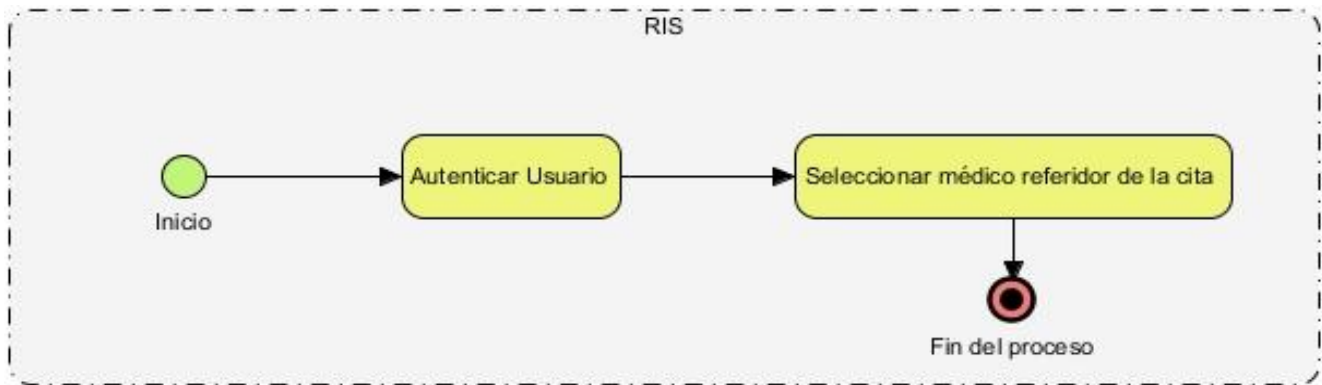 RIS
Autenticar Usuario
Seleccionar médico referidor de la cita
Inicio
Fin del proceso